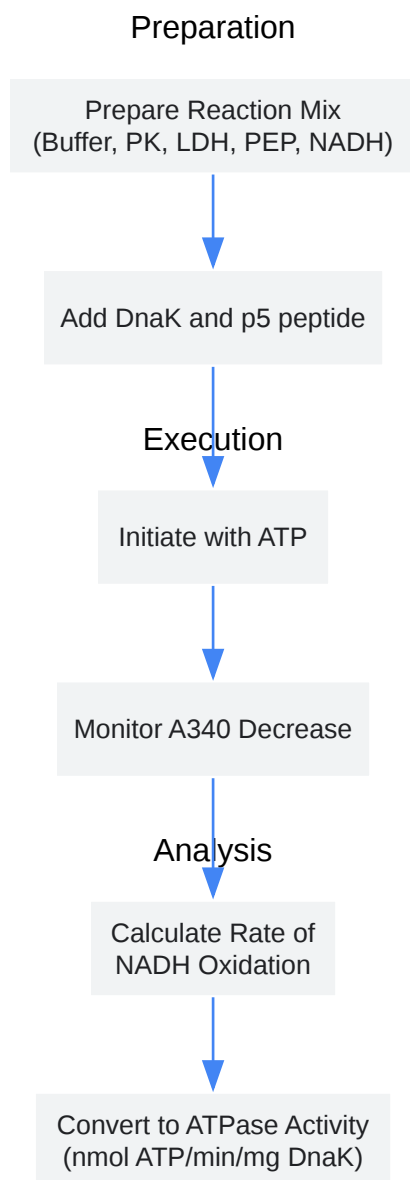 Preparation
Prepare Reaction Mix
(Buffer, PK, LDH, PEP, NADH)
Add DnaK and p5 peptide
Execution
Initiate with ATP
Monitor A340 Decrease
Analysis
Calculate Rate of
NADH Oxidation
Convert to ATPase Activity
(nmol ATP/min/mg DnaK)